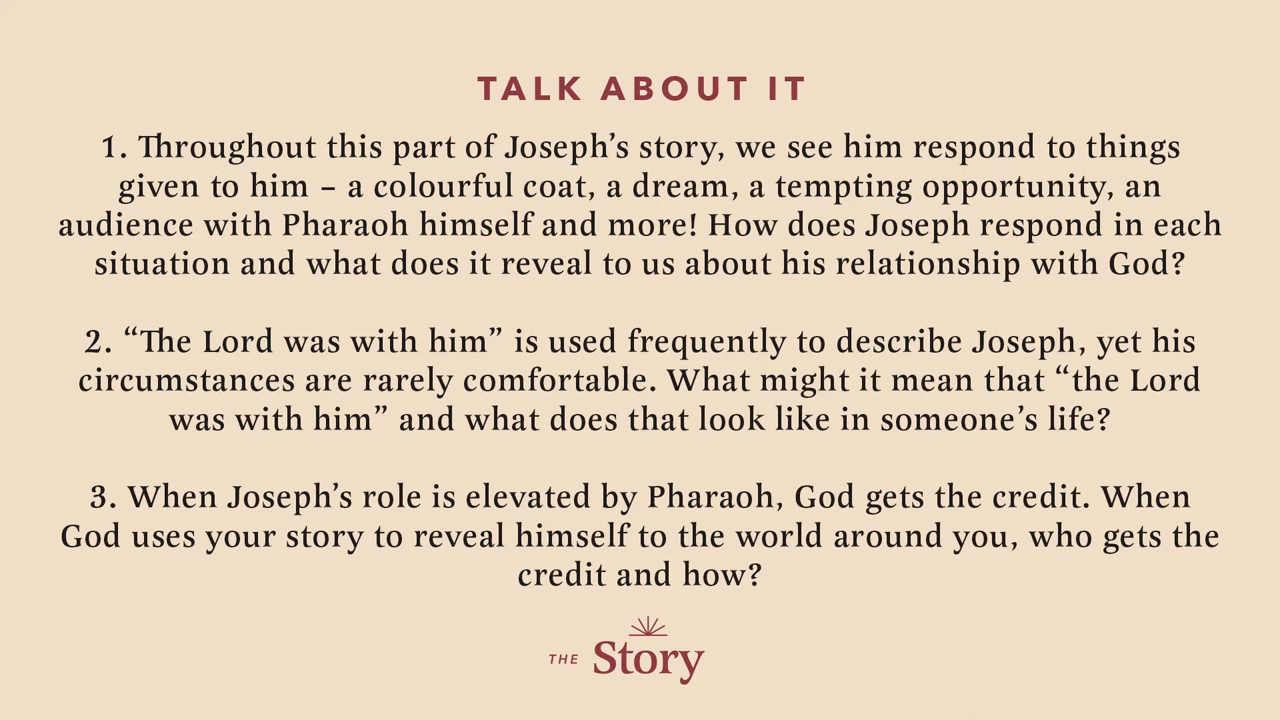 TALK ABOUT IT
1. Throughout this part of Joseph’s story, we see him respond to things
given to him – a colourful coat, a dream, a tempting opportunity, an
audience with Pharaoh himself and more! How does Joseph respond in each
situation and what does it reveal to us about his relationship with God?
2. “The Lord was with him” is used frequently to describe Joseph, yet his
circumstances are rarely comfortable. What might it mean that “the Lord
was with him” and what does that look like in someone’s life?
3. When Joseph’s role is elevated by Pharaoh, God gets the credit. When
God uses your story to reveal himself to the world around you, who gets the
credit and how?
THE Story